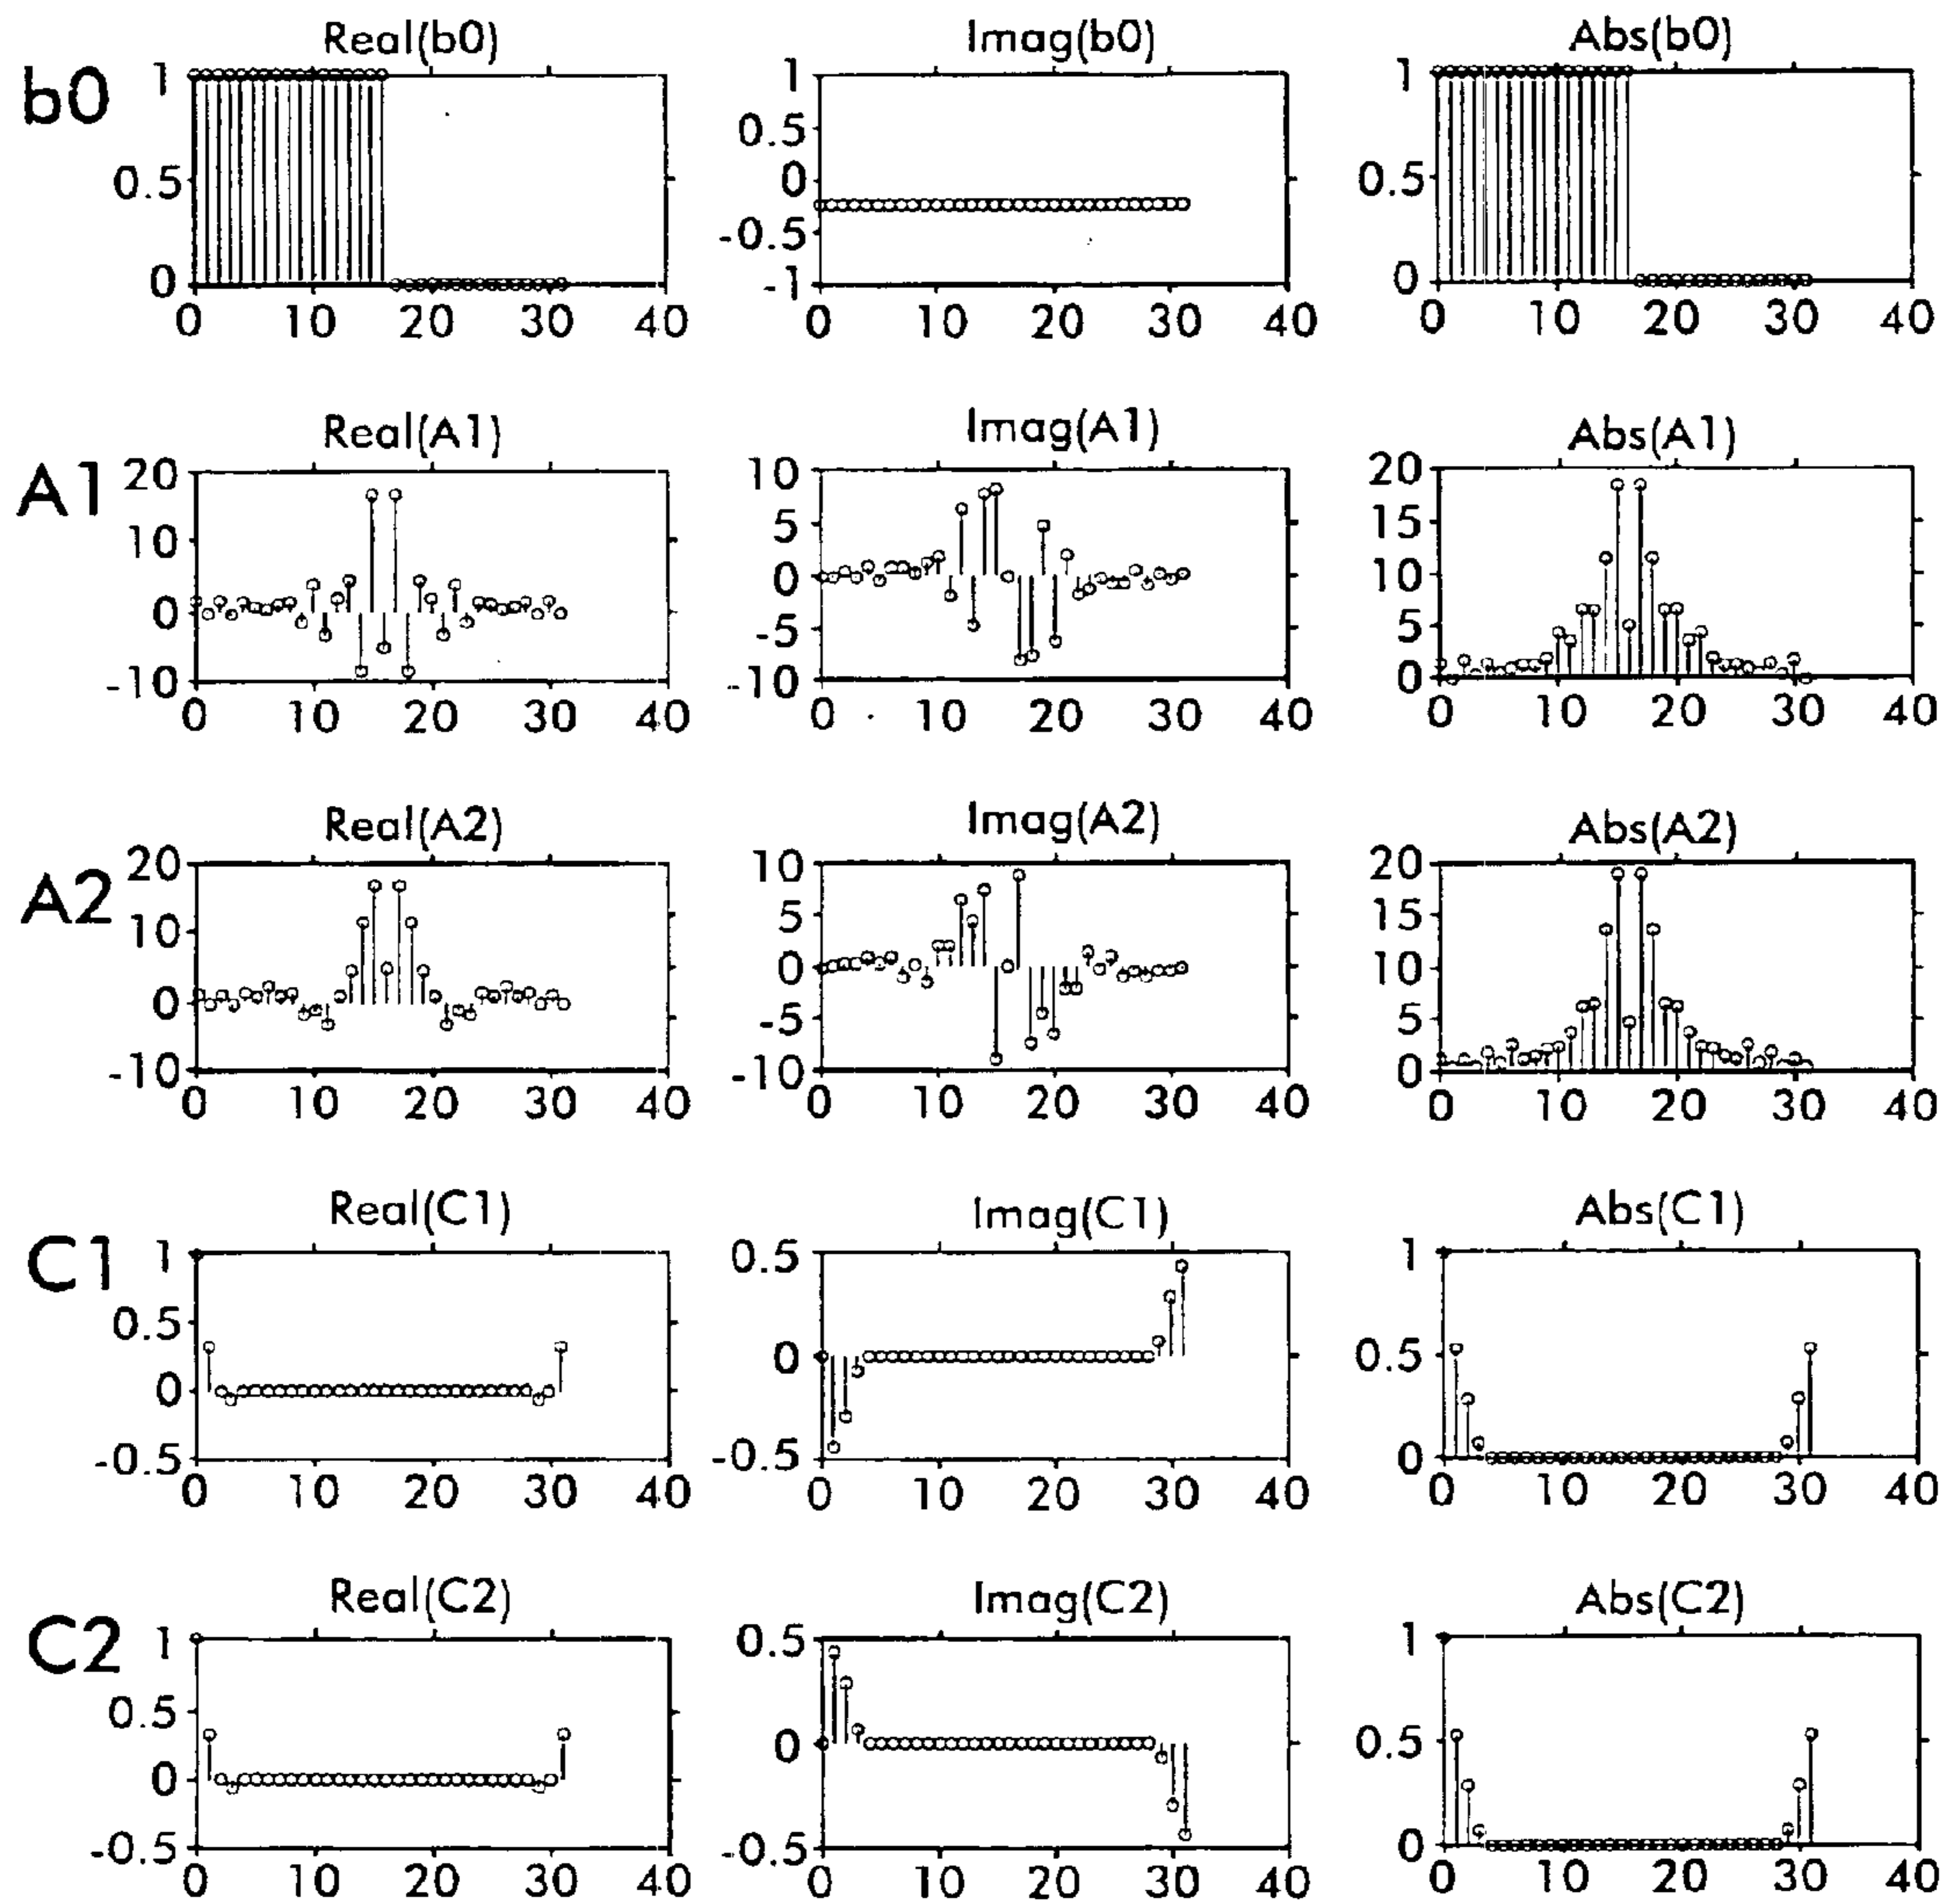 Real(b0) Imag(b0) Abs(b0)
b0
1 1 1
0.5 0.5 0.5
0
-0.5
0 -1 0
0 10 20 30 40 0 10 20 30 40 0 10 20 30 40
Real(A1) Imag(A1) Abs(A1)
A1
20 10 20
10 5 15
0 0 10
-5 5
-10 -10 0
0 10 20 30 40 0 10 20 30 40 0 10 20 30 40
Real(A2) Imag(A2) Abs(A2)
A2
20 10 20
10 5 15
0 0 10
-5 5
-10 -10 0
0 10 20 30 40 0 10 20 30 40 0 10 20 30 40
Real(C1) Imag(C1) Abs(C1)
C1
1 0.5 1
0.5
0 0 0.5
-0.5 -0.5 0
0 10 20 30 40 0 10 20 30 40 0 10 20 30 40
Real(C2) Imag(C2) Abs(C2)
C2
1 0.5 1
0.5
0 0 0.5
-0.5 -0.5 0
0 10 20 30 40 0 10 20 30 40 0 10 20 30 40